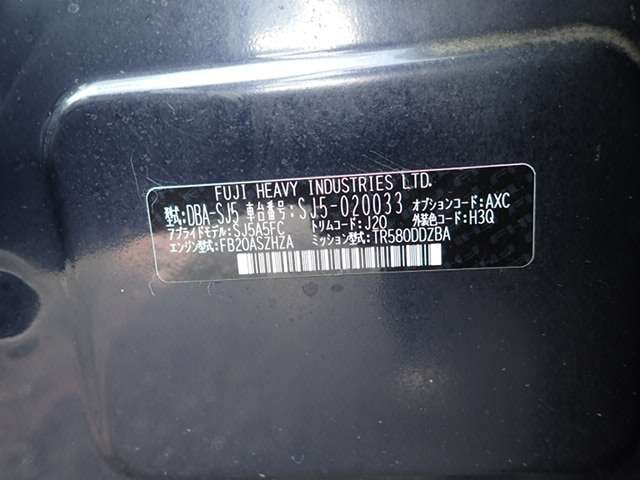 FUJI HEAVY INDUSTRIES LTD.
型式:DBA-SJ5 車台番号:SJ5-020033 オプションコード:AXC
アプライドモデル:SJ5A5FC トリムコード:J20 外装色コード:H3Q
エンジン型式:FB20ASZHZA ミッション型式:TR580DDZBA